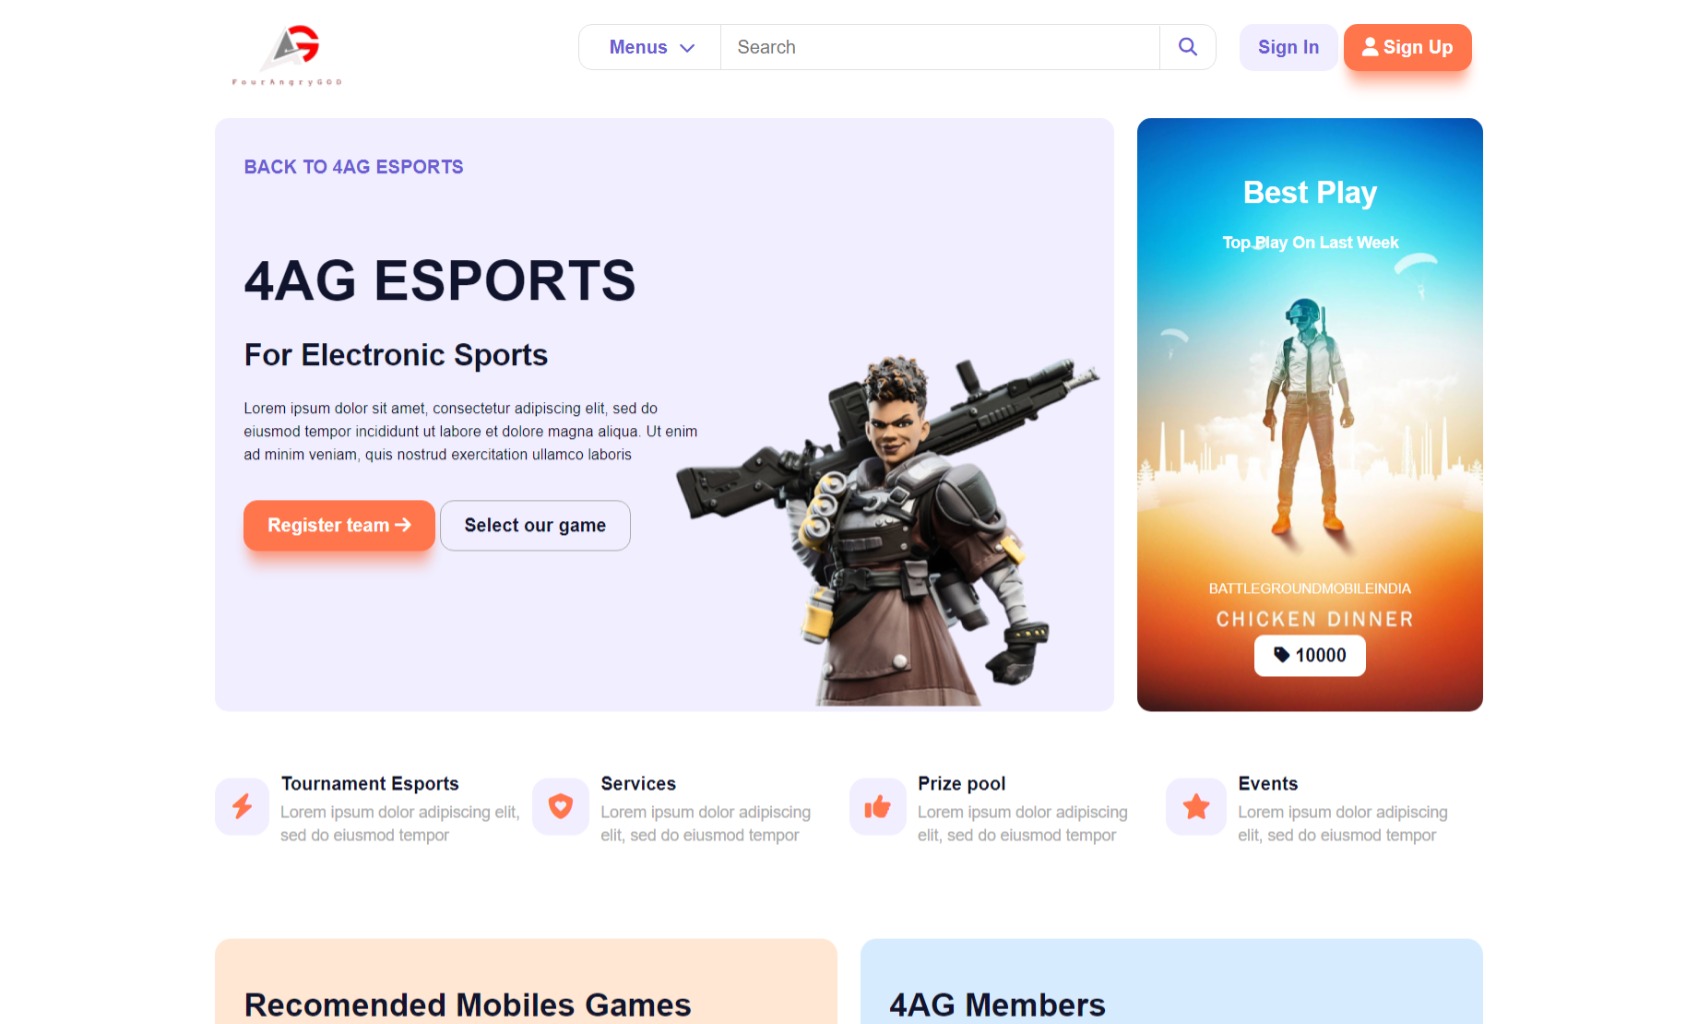 FourAngryGOD
Menus
Search
Sign In
Sign Up
BACK TO 4AG ESPORTS
4AG ESPORTS
For Electronic Sports
Lorem ipsum dolor sit amet, consectetur adipiscing elit, sed do
eiusmod tempor incididunt ut labore et dolore magna aliqua. Ut enim
ad minim veniam, quis nostrud exercitation ullamco laboris
Register team
Select our game
Best Play
Top Play On Last Week
BATTLEGROUNDMOBILEINDIA
CHICKEN DINNER
10000
Tournament Esports
Lorem ipsum dolor adipiscing elit,
sed do eiusmod tempor
Services
Lorem ipsum dolor adipiscing
elit, sed do eiusmod tempor
Prize pool
Lorem ipsum dolor adipiscing
elit, sed do eiusmod tempor
Events
Lorem ipsum dolor adipiscing
elit, sed do eiusmod tempor
Recomended Mobiles Games
4AG Members